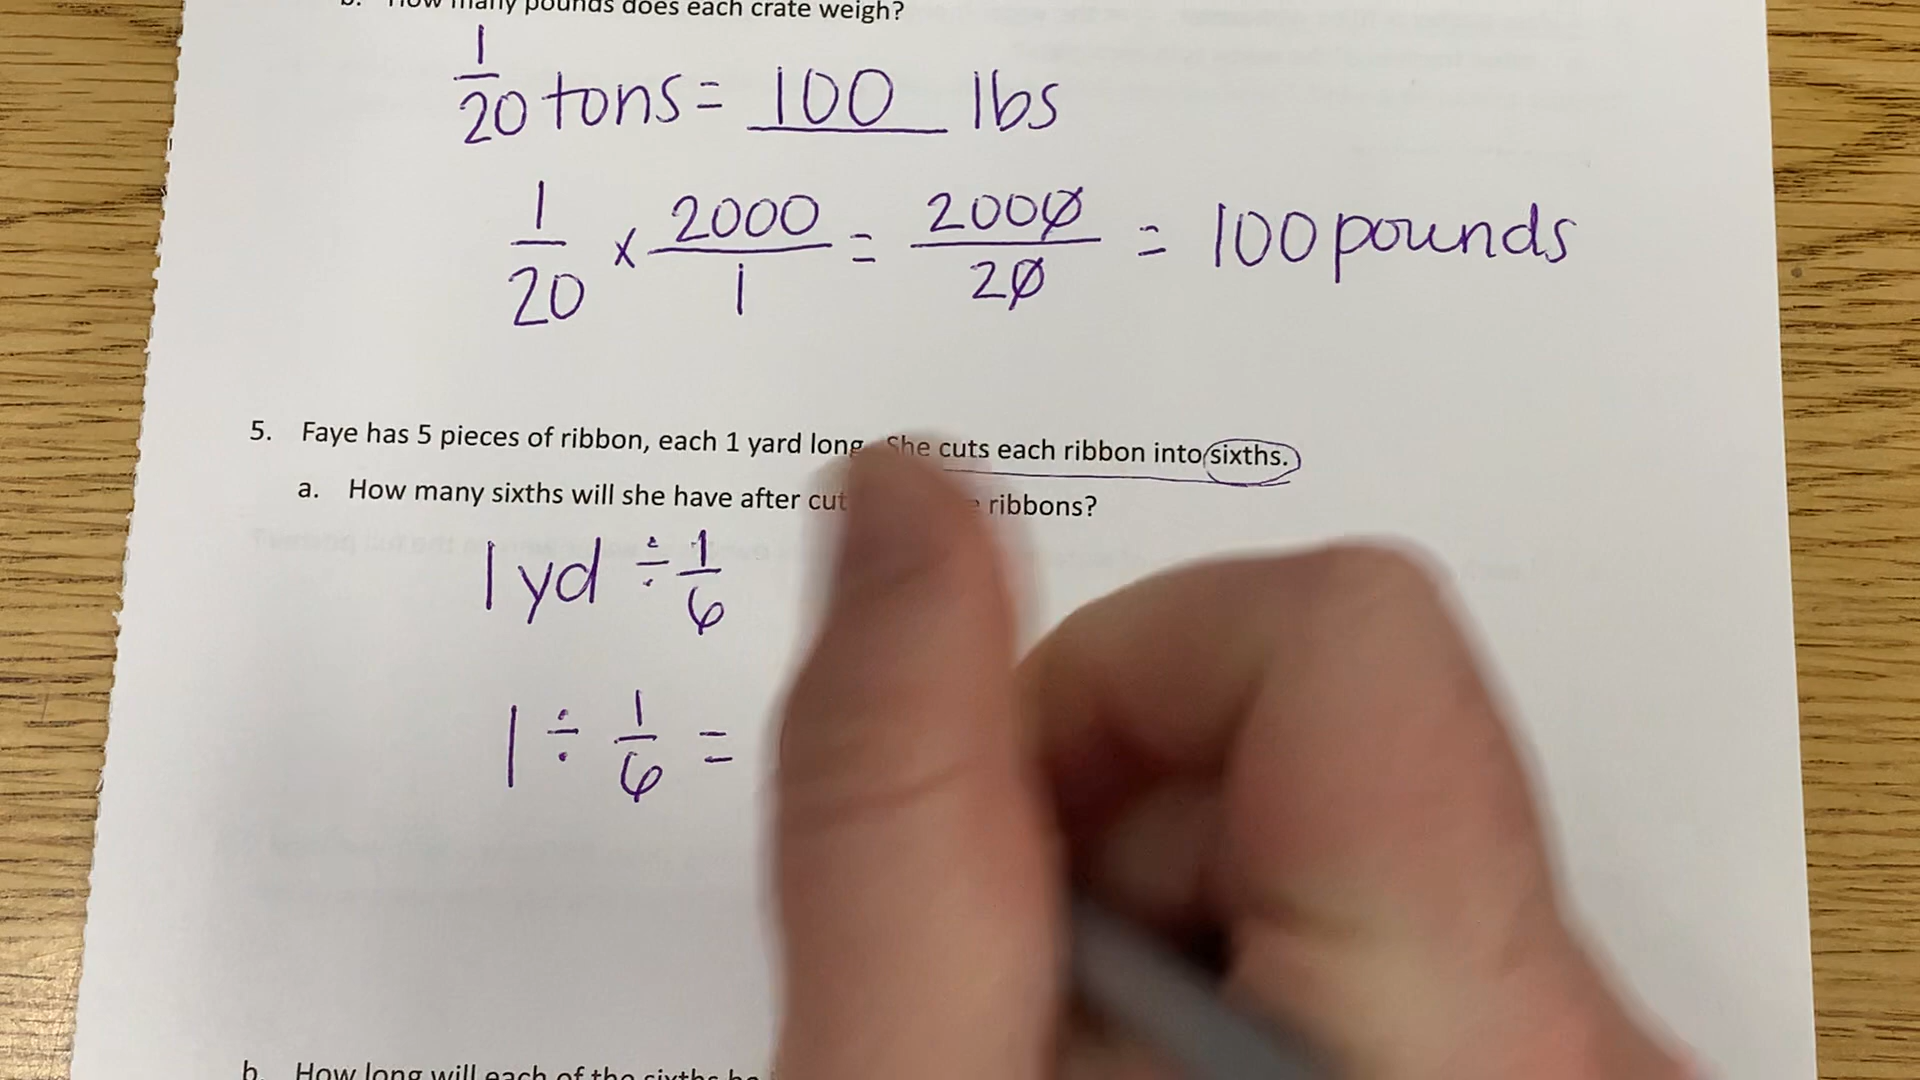 How many pounds does each crate weigh?
1/20 tons = 100 lbs
1/20 x 2000/1 = 2000/20 = 100 pounds
5. Faye has 5 pieces of ribbon, each 1 yard long She cuts each ribbon into sixths.
a. How many sixths will she have after cut ribbons?
1 yd ÷ 1/6
1 ÷ 1/6 =
b. How long will each of the sixths be